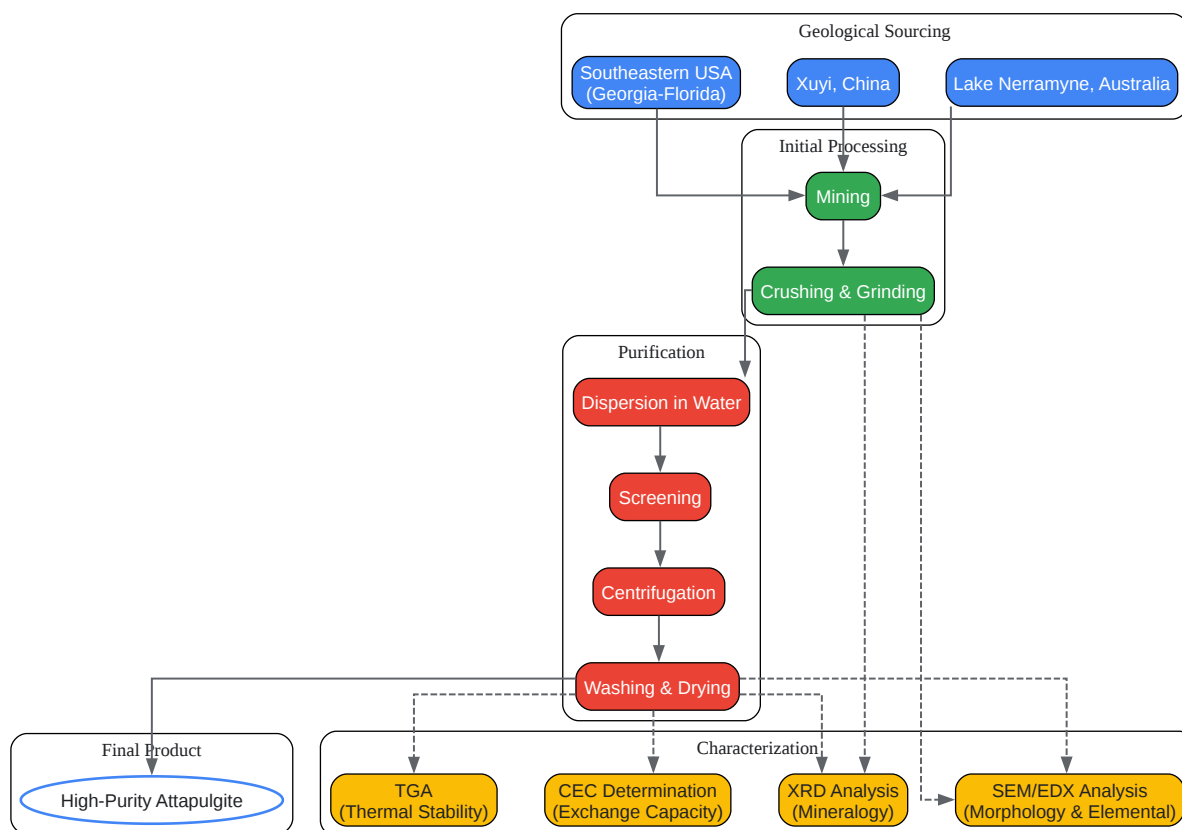 Geological Sourcing
Southeastern USA
(Georgia-Florida)
Xuyi, China
Lake Nerramyne, Australia
Initial Processing
Mining
Crushing & Grinding
Purification
Dispersion in Water
Screening
Centrifugation
Washing & Drying
Final Product
High-Purity Attapulgite
Characterization
TGA
(Thermal Stability)
CEC Determination
(Exchange Capacity)
XRD Analysis
(Mineralogy)
SEM/EDX Analysis
(Morphology & Elemental)